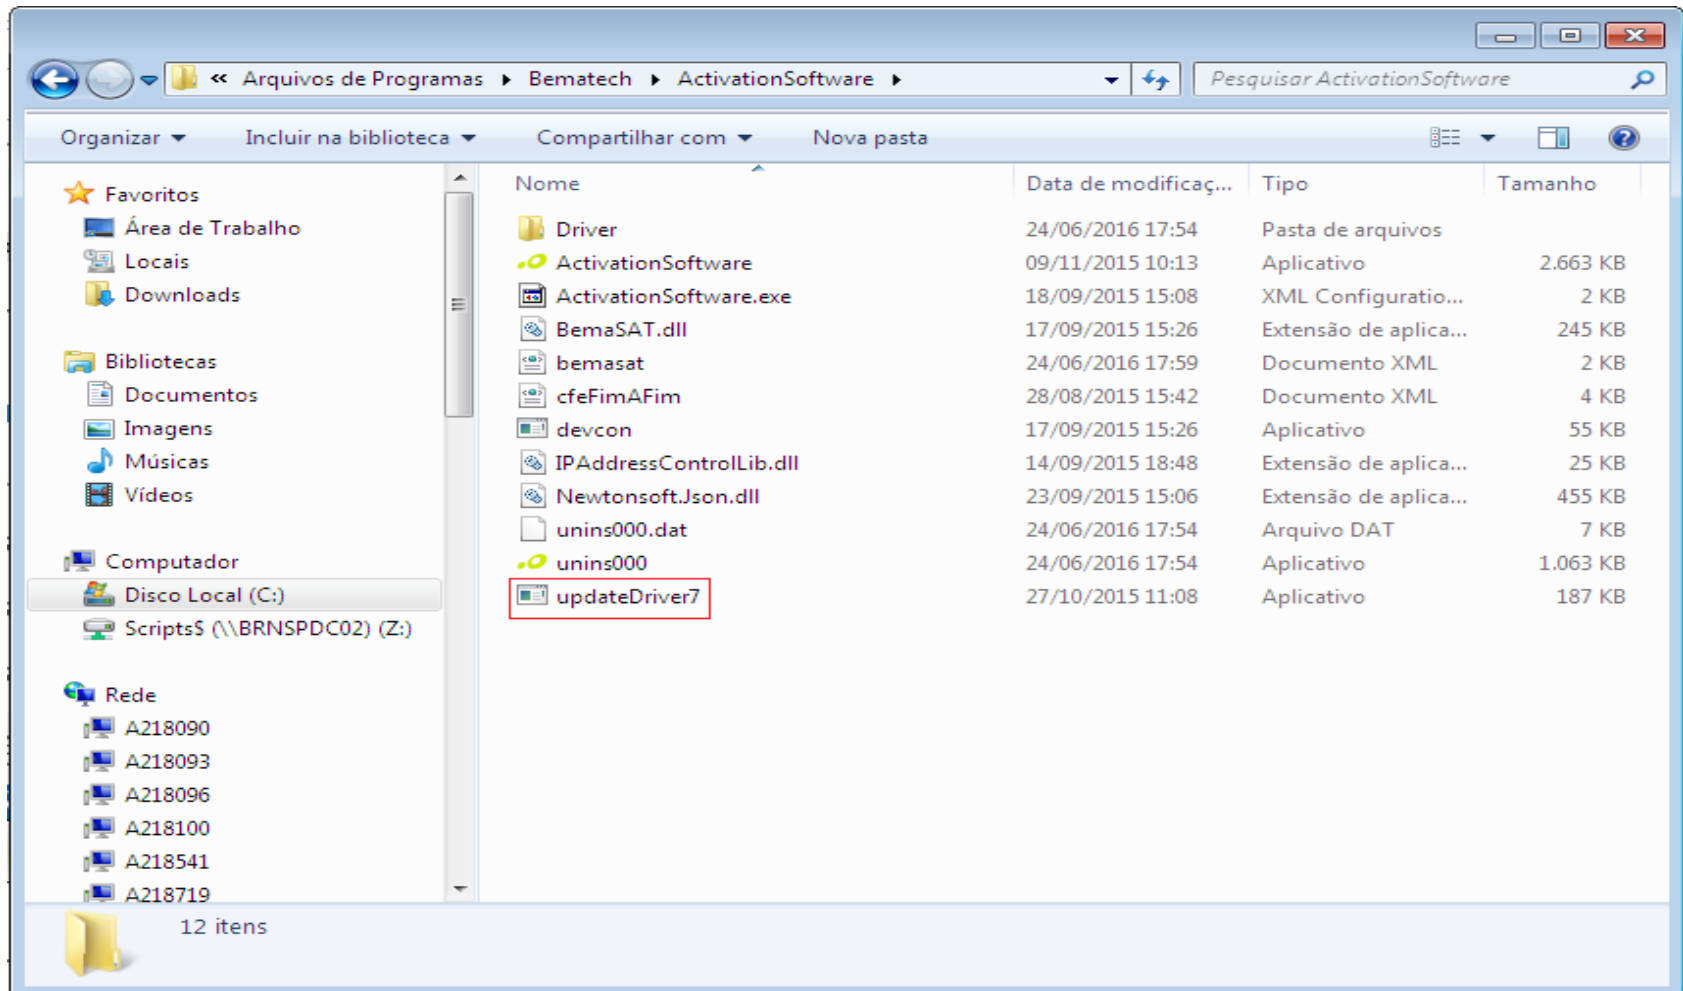 « Arquivos de Programas ▸ Bematech ▸ ActivationSoftware ▸
Pesquisar ActivationSoftware
Organizar Incluir na biblioteca Compartilhar com Nova pasta
Favoritos
Área de Trabalho
Locais
Downloads
Bibliotecas
Documentos
Imagens
Músicas
Vídeos
Computador
Disco Local (C:)
Scripts$ (\\BRNSPDC02) (Z:)
Rede
A218090
A218093
A218096
A218100
A218541
A218719
Nome Data de modificaç... Tipo Tamanho
Driver 24/06/2016 17:54 Pasta de arquivos
ActivationSoftware 09/11/2015 10:13 Aplicativo 2.663 KB
ActivationSoftware.exe 18/09/2015 15:08 XML Configuratio... 2 KB
BemaSAT.dll 17/09/2015 15:26 Extensão de aplica... 245 KB
bemasat 24/06/2016 17:59 Documento XML 2 KB
cfeFimAFim 28/08/2015 15:42 Documento XML 4 KB
devcon 17/09/2015 15:26 Aplicativo 55 KB
IPAddressControlLib.dll 14/09/2015 18:48 Extensão de aplica... 25 KB
Newtonsoft.Json.dll 23/09/2015 15:06 Extensão de aplica... 455 KB
unins000.dat 24/06/2016 17:54 Arquivo DAT 7 KB
unins000 24/06/2016 17:54 Aplicativo 1.063 KB
updateDriver7 27/10/2015 11:08 Aplicativo 187 KB
12 itens